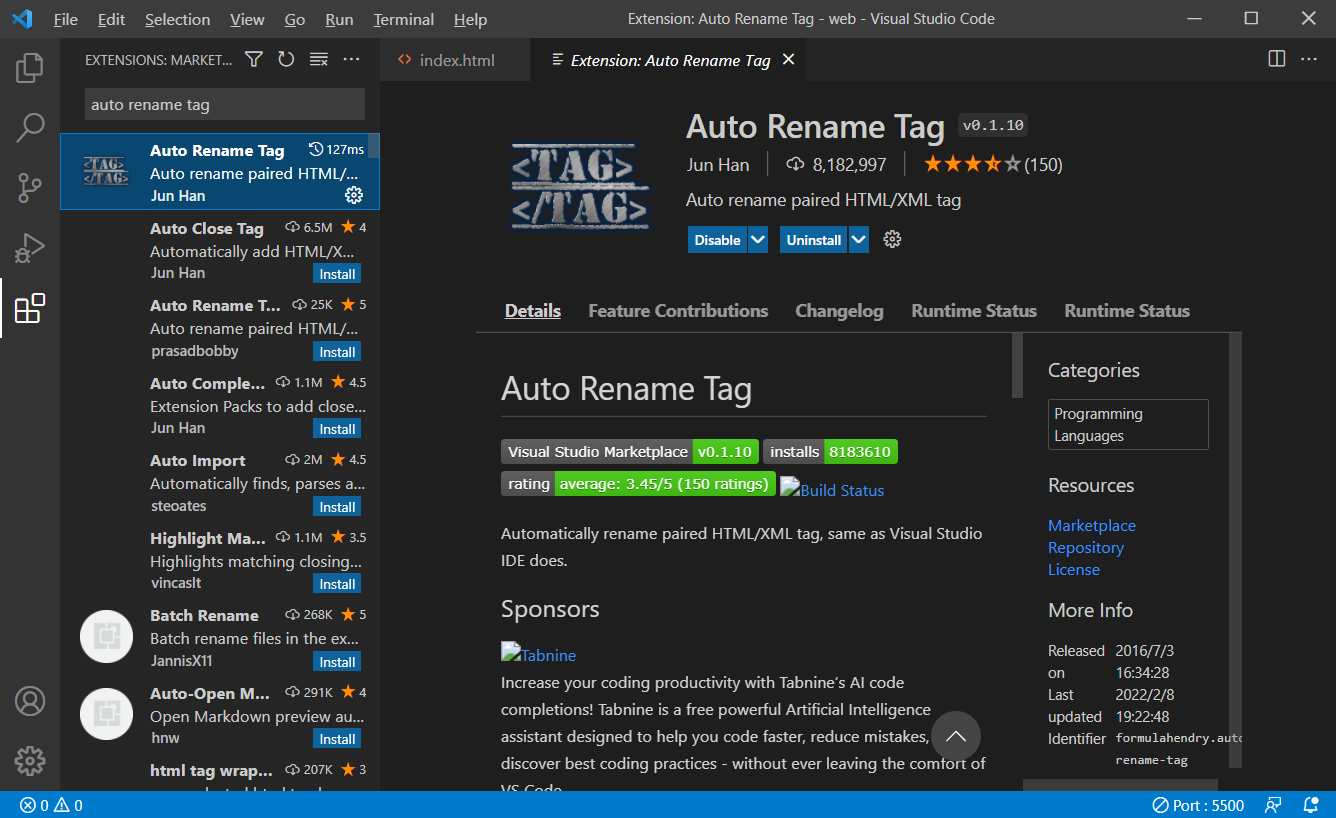 File Edit Selection View Go Run Terminal Help
Extension: Auto Rename Tag - web - Visual Studio Code
EXTENSIONS: MARKET...
auto rename tag
Auto Rename Tag 127ms
Auto rename paired HTML/...
Jun Han
Auto Close Tag 6.5M 4
Automatically add HTML/X...
Jun Han Install
Auto Rename T... 25K 5
Auto rename paired HTML/...
prasadbobby Install
Auto Comple... 1.1M 4.5
Extension Packs to add close...
Jun Han Install
Auto Import 2M 4.5
Automatically finds, parses a...
steoates Install
Highlight Ma... 1.1M 3.5
Highlights matching closing...
vincaslt Install
Batch Rename 268K 5
Batch rename files in the ex...
JannisX11 Install
Auto-Open M... 291K 4
Open Markdown preview au...
hnw Install
html tag wrap... 207K 3
index.html
Extension: Auto Rename Tag
<TAG>
</TAG>
Auto Rename Tag v0.1.10
Jun Han 8,182,997 (150)
Auto rename paired HTML/XML tag
Disable Uninstall
Details Feature Contributions Changelog Runtime Status Runtime Status
Auto Rename Tag
Visual Studio Marketplace v0.1.10 installs 8183610
rating average: 3.45/5 (150 ratings) Build Status
Automatically rename paired HTML/XML tag, same as Visual Studio
IDE does.
Sponsors
Tabnine
Increase your coding productivity with Tabnine's AI code
completions! Tabnine is a free powerful Artificial Intelligence
assistant designed to help you code faster, reduce mistakes,
discover best coding practices - without ever leaving the comfort of
VS Code
Categories
Programming
Languages
Resources
Marketplace
Repository
License
More Info
Released on 2016/7/3 16:34:28
Last updated 2022/2/8 19:22:48
Identifier formulahendry.auto
rename-tag
0 0
Port : 5500